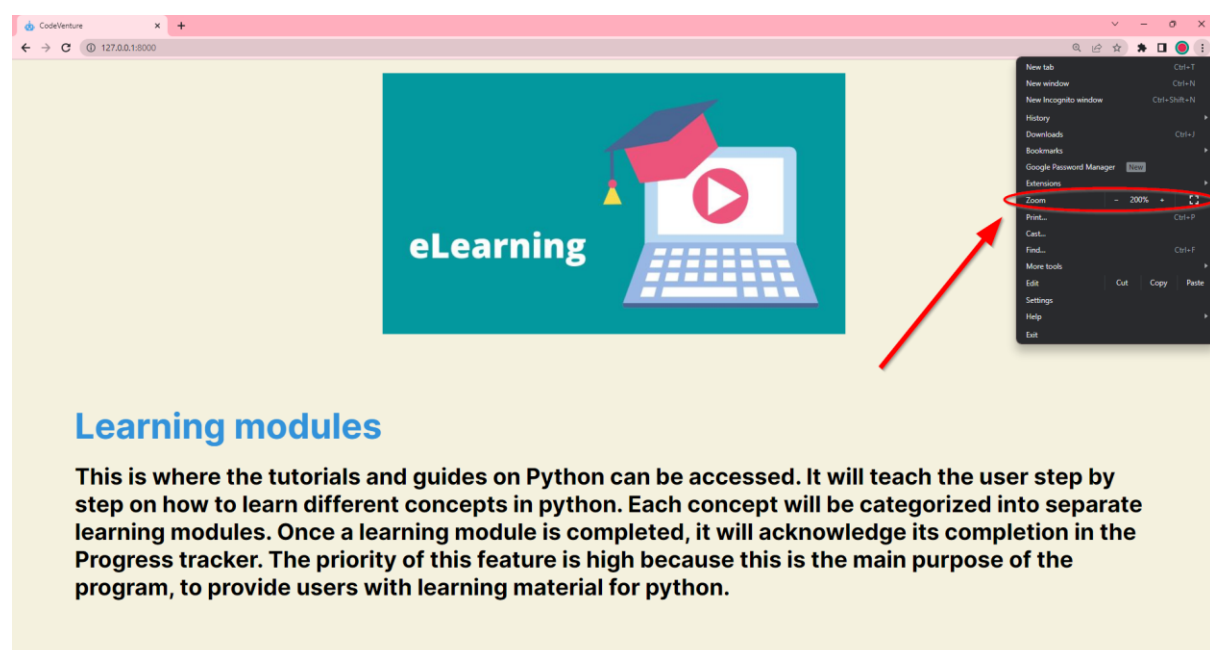 CodeVenture
127.0.0.1:8000
New tab Ctrl+T
New window Ctrl+N
New Incognito window Ctrl+Shift+N
History
Downloads Ctrl+J
Bookmarks
Google Password Manager New
Extensions
Zoom - 200% +
Print... Ctrl+P
Cast...
Find... Ctrl+F
More tools
Edit Cut Copy Paste
Settings
Help
Exit
eLearning
Learning modules
This is where the tutorials and guides on Python can be accessed. It will teach the user step by
step on how to learn different concepts in python. Each concept will be categorized into separate
learning modules. Once a learning module is completed, it will acknowledge its completion in the
Progress tracker. The priority of this feature is high because this is the main purpose of the
program, to provide users with learning material for python.